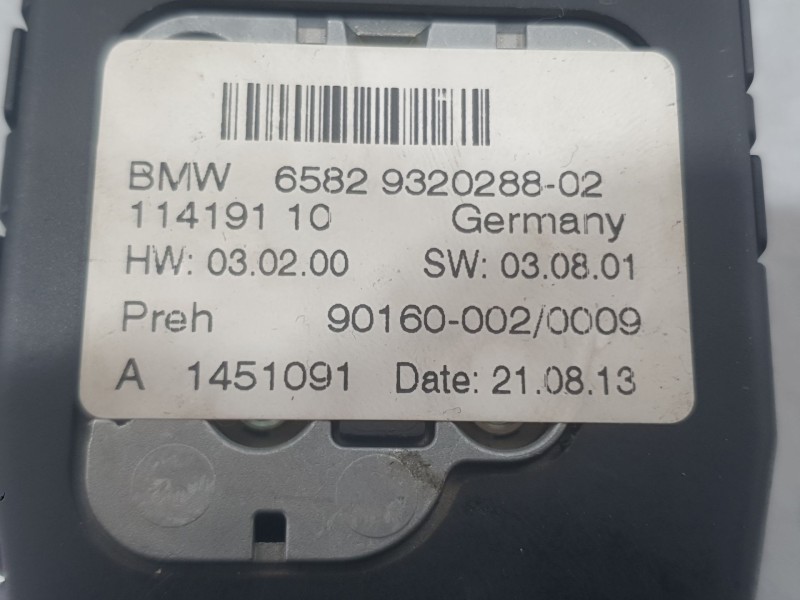 BMW 6582 9320288-02
114191 10 Germany
HW: 03.02.00 SW: 03.08.01
Preh 90160-002/0009
A 1451091 Date: 21.08.13